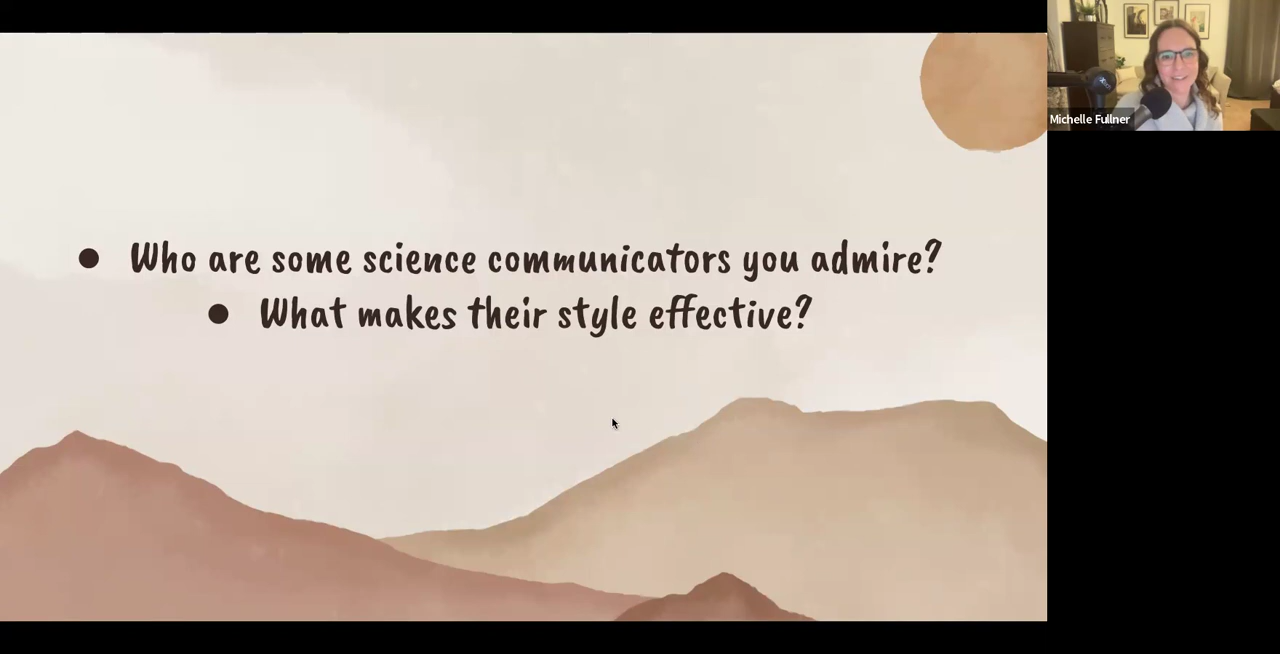 ● Who are some science communicators you admire?
● What makes their style effective?
Michelle Fullner